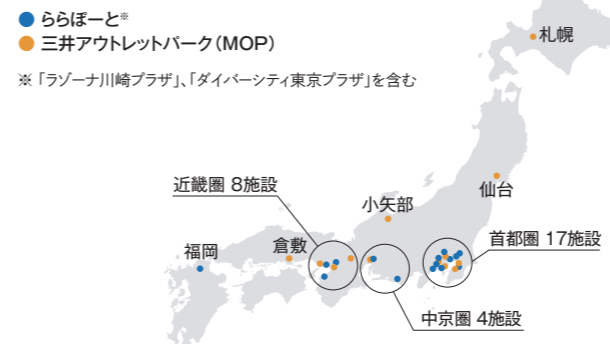 ららぽーと※
三井アウトレットパーク(MOP)
※「ラゾーナ川崎プラザ」、「ダイバーシティ東京プラザ」を含む
札幌
仙台
近畿圏 8施設
小矢部
首都圏 17施設
福岡
倉敷
中京圏 4施設